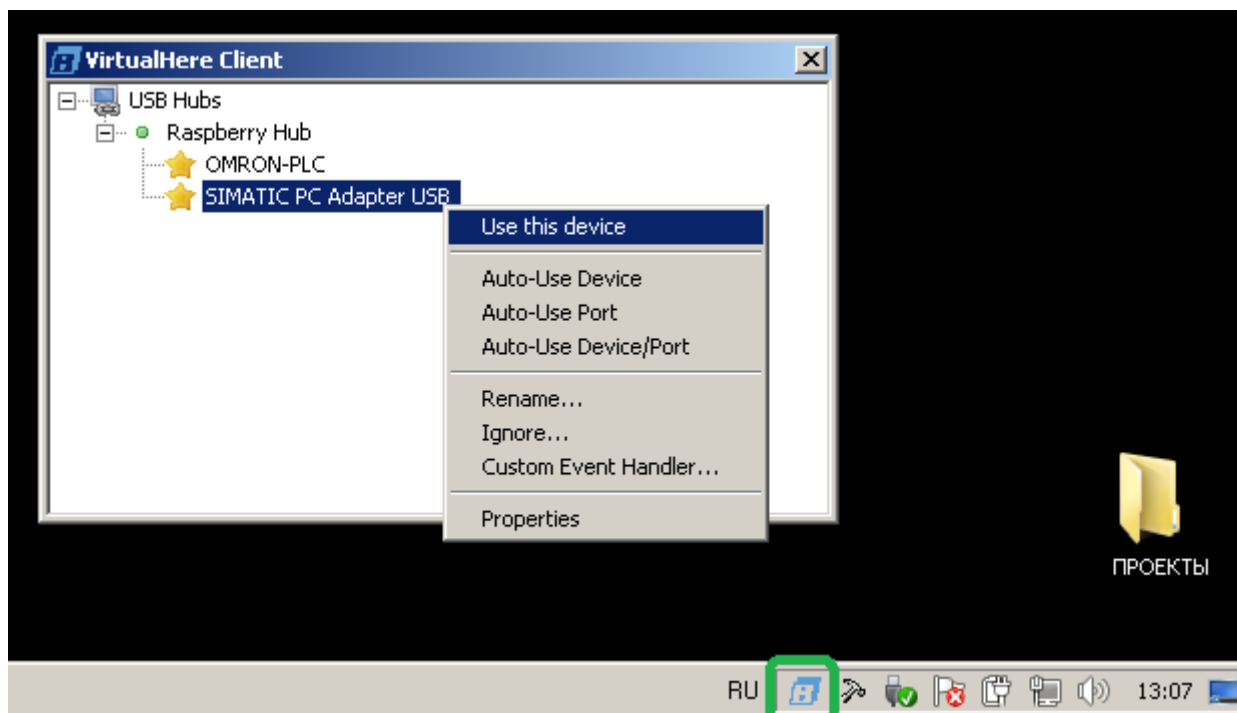 VirtualHere Client
USB Hubs
Raspberry Hub
OMRON-PLC
SIMATIC PC Adapter USB
Use this device
Auto-Use Device
Auto-Use Port
Auto-Use Device/Port
Rename...
Ignore...
Custom Event Handler...
Properties
ПРОЕКТЫ
RU 13:07